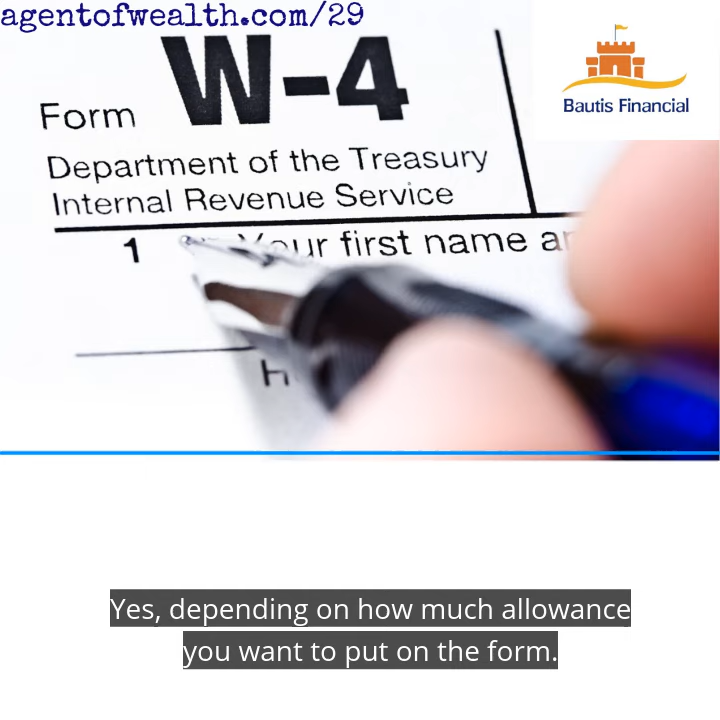 agentofwealth.com/29
Bautis Financial
Form W-4
Department of the Treasury
Internal Revenue Service
1 Your first name
Yes, depending on how much allowance
you want to put on the form.